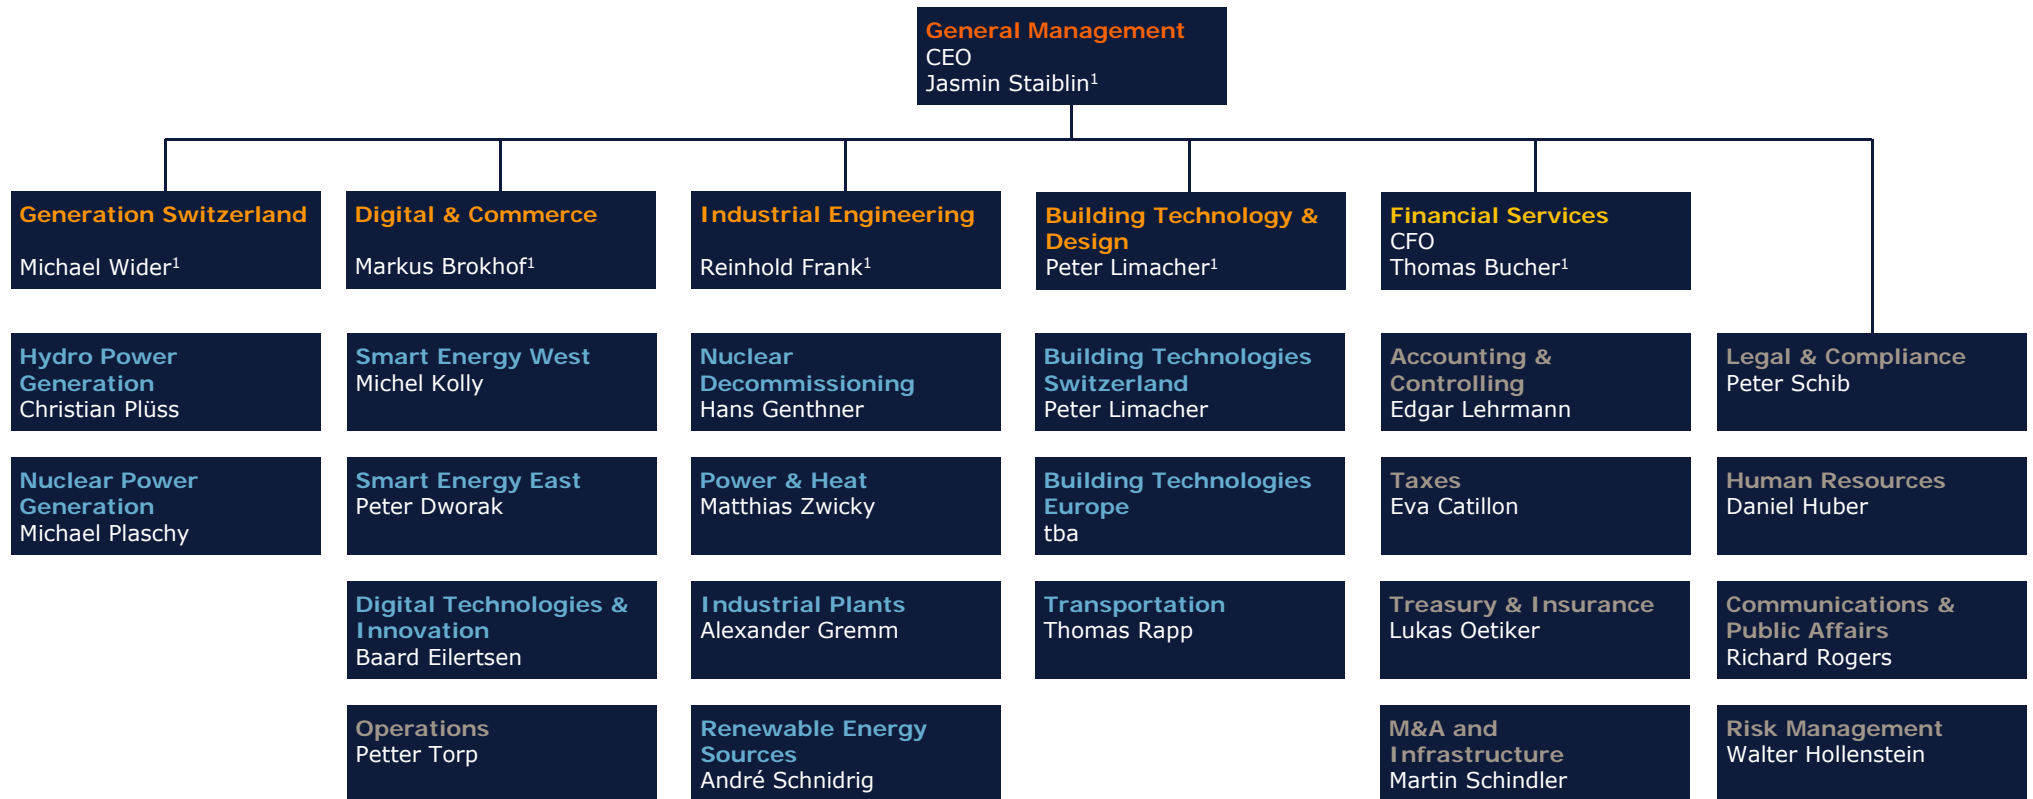 General Management
CEO
Jasmin Staiblin¹
Generation Switzerland
Michael Wider¹
Digital & Commerce
Markus Brokhof¹
Industrial Engineering
Reinhold Frank¹
Building Technology &
Design
Peter Limacher¹
Financial Services
CFO
Thomas Bucher¹
Hydro Power
Generation
Christian Plüss
Smart Energy West
Michel Kolly
Nuclear
Decommissioning
Hans Genthner
Building Technologies
Switzerland
Peter Limacher
Accounting &
Controlling
Edgar Lehrmann
Legal & Compliance
Peter Schib
Nuclear Power
Generation
Michael Plaschy
Smart Energy East
Peter Dworak
Power & Heat
Matthias Zwicky
Building Technologies
Europe
tba
Taxes
Eva Catillon
Human Resources
Daniel Huber
Digital Technologies &
Innovation
Baard Eilertsen
Industrial Plants
Alexander Gremm
Transportation
Thomas Rapp
Treasury & Insurance
Lukas Oetiker
Communications &
Public Affairs
Richard Rogers
Operations
Petter Torp
Renewable Energy
Sources
André Schnidrig
M&A and
Infrastructure
Martin Schindler
Risk Management
Walter Hollenstein